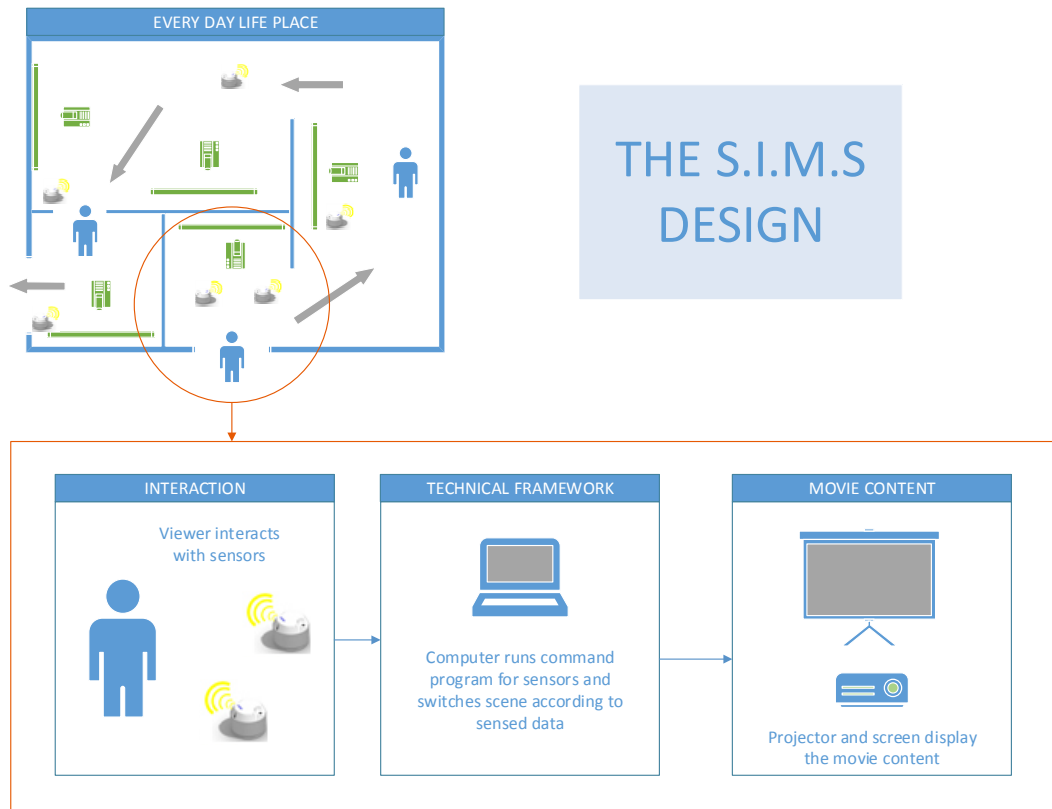 EVERY DAY LIFE PLACE
THE S.I.M.S
DESIGN
INTERACTION
Viewer interacts
with sensors
TECHNICAL FRAMEWORK
Computer runs command
program for sensors and
switches scene according to
sensed data
MOVIE CONTENT
Projector and screen display
the movie content